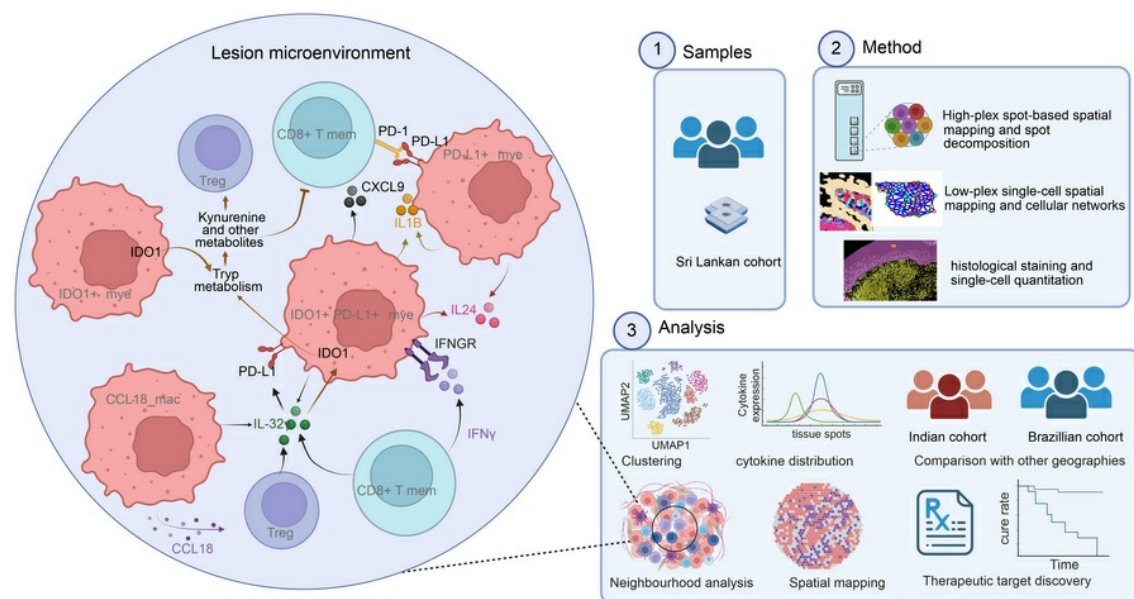 Lesion microenvironment
CD8+ T mem
PD-1
PD-L1
PD,L1+ mye
Treg
CXCL9
IL1B
Kynurenine
and other
metabolites
IDO1
Tryp
metabolism
IDO1+ mye
IDO1+ PD-L1+ mye
IL24
IDO1
IFNGR
PD-L1
CCL18_mac
IL-32γ
IFNγ
CD8+ T mem
Treg
CCL18
1
Samples
Sri Lankan cohort
2
Method
High-plex spot-based spatial
mapping and spot
decomposition
Low-plex single-cell spatial
mapping and cellular networks
histological staining and
single-cell quantitation
3
Analysis
UMAP2
UMAP1
Clustering
Cytokine
expression
tissue spots
cytokine distribution
Indian cohort
Brazillian cohort
Comparison with other geographies
Neighbourhood analysis
Spatial mapping
Rx
cure rate
Time
Therapeutic target discovery